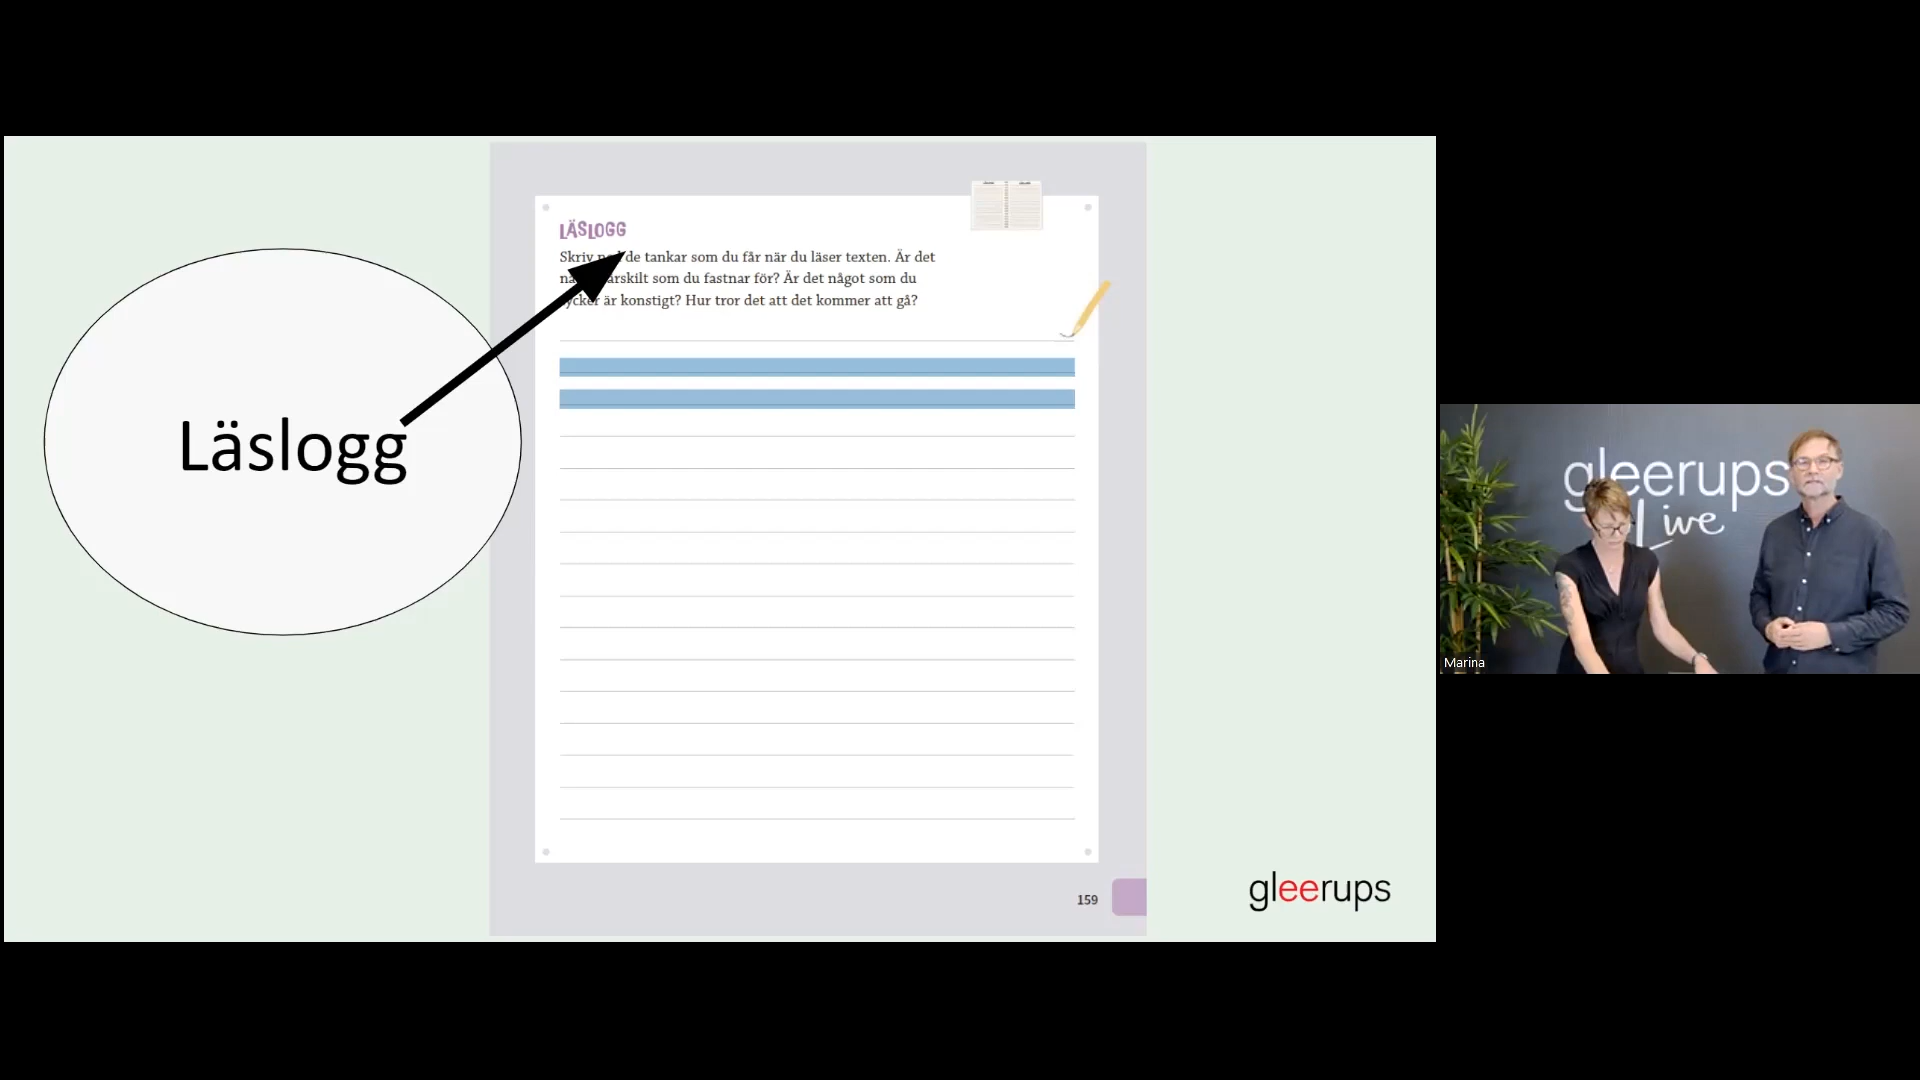 LÄSLOGG
Skriv de tankar som du får när du läser texten. Är det
som du fastnar för? Är det något som du
är konstigt? Hur tror det att det kommer att gå?
Läslogg
159
gleerups
gleerups
Live
Marina